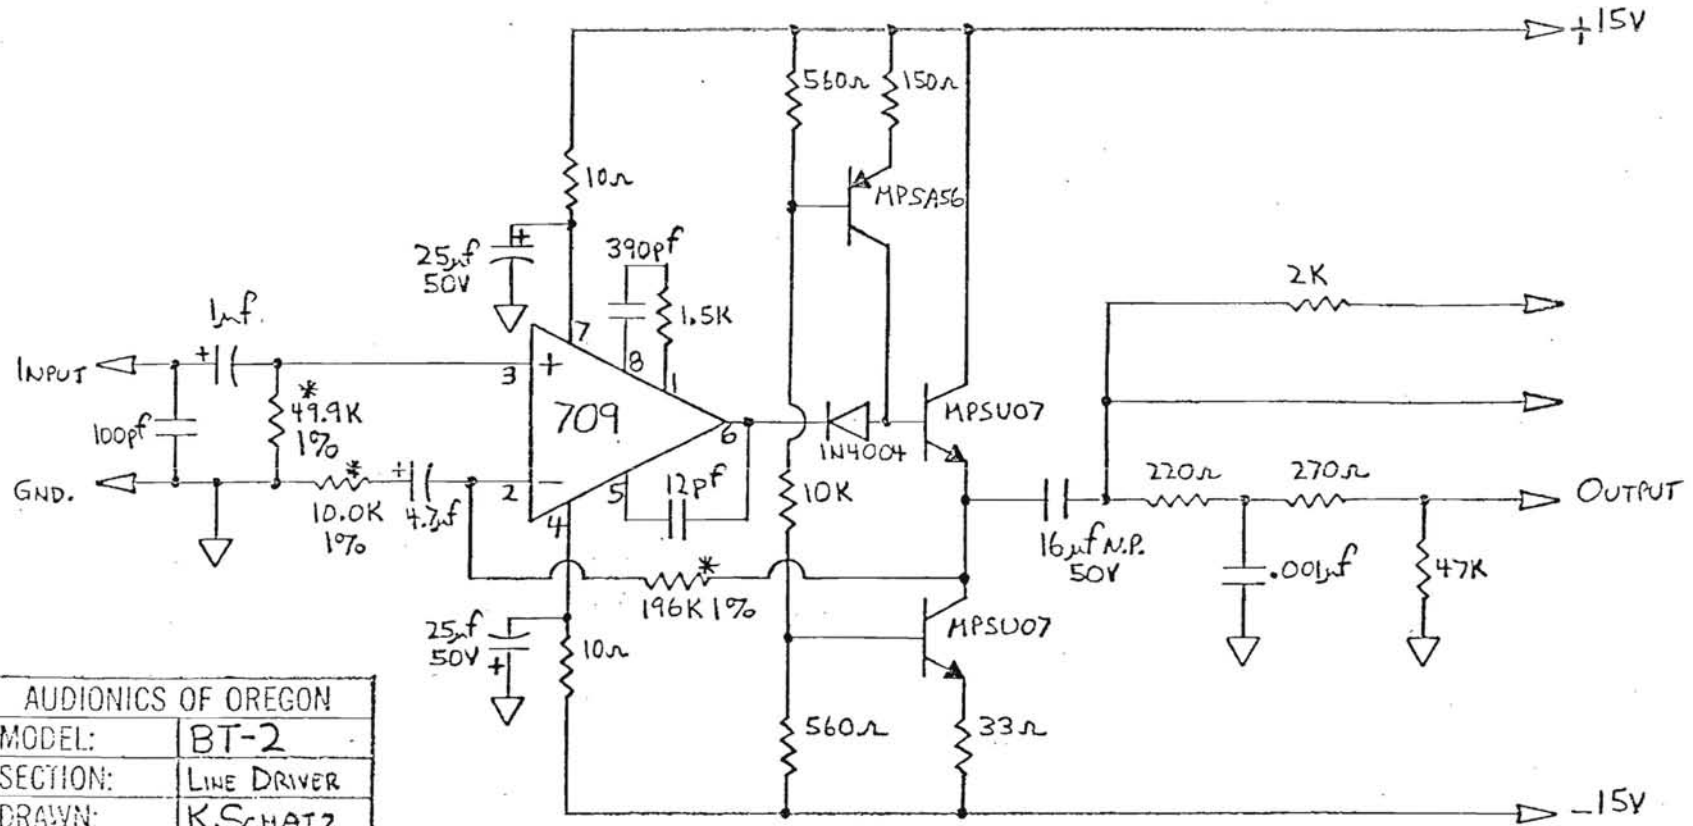 +15V
560Ω
150Ω
10Ω
MPSA56
25µf
50V
390pf
1µf.
1.5K
2K
INPUT
7
8
1
3
+
*
49.9K
1%
100pf
709
6
1N4004
MPSU07
GND.
*
10.0K
1%
4.7µf
2
−
4
5
12pf
10K
16µf N.P.
50V
220Ω
270Ω
OUTPUT
.001µf
47K
*
196K 1%
MPSU07
25µf
50V
10Ω
560Ω
33Ω
-15V
AUDIONICS OF OREGON
MODEL: BT-2
SECTION: LINE DRIVER
DRAWN: K.SCHATZ